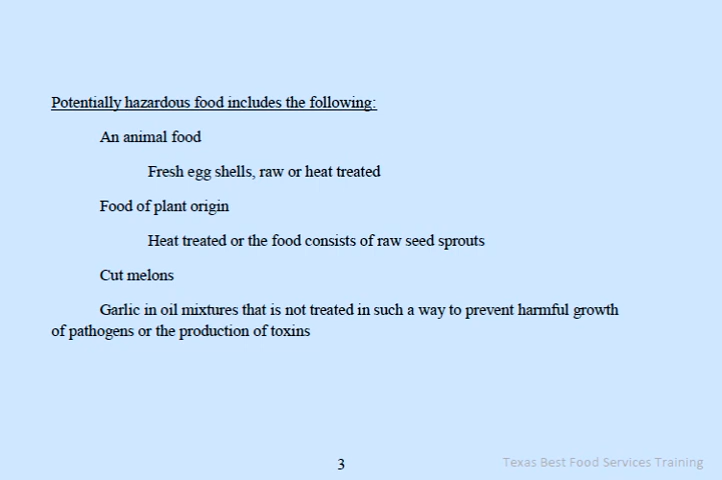 Potentially hazardous food includes the following:
An animal food
Fresh egg shells, raw or heat treated
Food of plant origin
Heat treated or the food consists of raw seed sprouts
Cut melons
Garlic in oil mixtures that is not treated in such a way to prevent harmful growth
of pathogens or the production of toxins
3
Texas Best Food Services Training